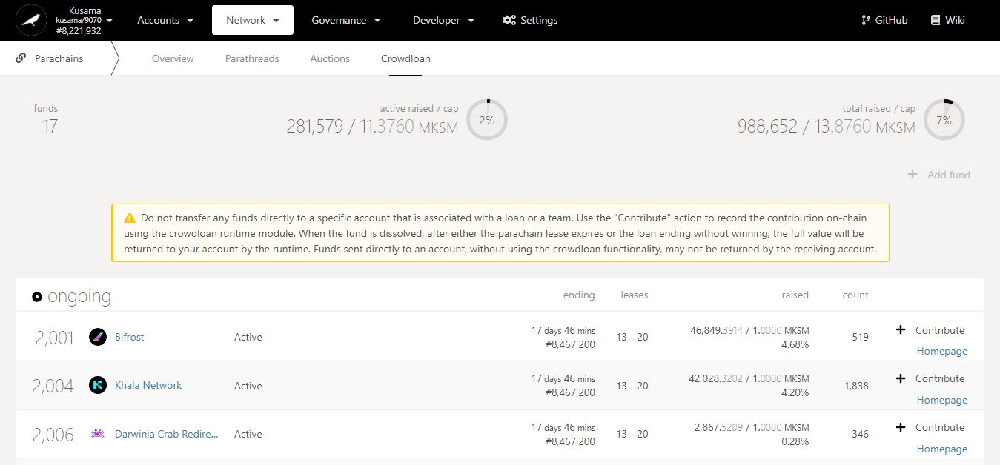 Kusama
kusama/9070
#8,221,932
Accounts
Network
Governance
Developer
Settings
GitHub
Wiki
Parachains
Overview
Parathreads
Auctions
Crowdloan
funds
17
active raised / cap
281,579 / 11.3760 MKSM
2%
total raised / cap
988,652 / 13.8760 MKSM
7%
+ Add fund
Do not transfer any funds directly to a specific account that is associated with a loan or a team. Use the "Contribute" action to record the contribution on-chain
using the crowdloan runtime module. When the fund is dissolved, after either the parachain lease expires or the loan ending without winning, the full value will be
returned to your account by the runtime. Funds sent directly to an account, without using the crowdloan functionality, may not be returned by the receiving account.
ongoing ending leases raised count
2,001 Bifrost Active 17 days 46 mins 13 - 20 46,849.3914 / 1.0000 MKSM 519 + Contribute
#8,467,200 4.68% Homepage
2,004 Khala Network Active 17 days 46 mins 13 - 20 42,028.3202 / 1.0000 MKSM 1,838 + Contribute
#8,467,200 4.20% Homepage
2,006 Darwinia Crab Redire... Active 17 days 46 mins 13 - 20 2,867.5209 / 1.0000 MKSM 346 + Contribute
#8,467,200 0.28% Homepage